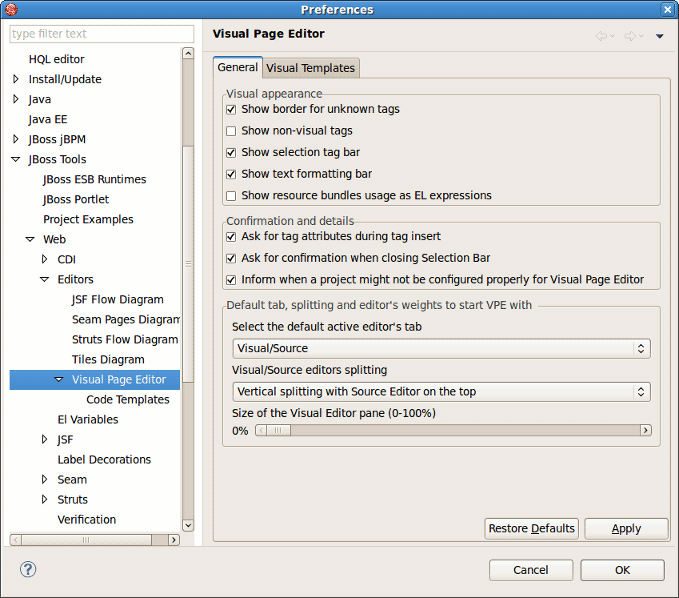 Preferences
type filter text
HQL editor
Install/Update
Java
Java EE
JBoss jBPM
JBoss Tools
JBoss ESB Runtimes
JBoss Portlet
Project Examples
Web
CDI
Editors
JSF Flow Diagram
Seam Pages Diagram
Struts Flow Diagram
Tiles Diagram
Visual Page Editor
Code Templates
El Variables
JSF
Label Decorations
Seam
Struts
Verification
Visual Page Editor
General
Visual Templates
Visual appearance
Show border for unknown tags
Show non-visual tags
Show selection tag bar
Show text formatting bar
Show resource bundles usage as EL expressions
Confirmation and details
Ask for tag attributes during tag insert
Ask for confirmation when closing Selection Bar
Inform when a project might not be configured properly for Visual Page Editor
Default tab, splitting and editor's weights to start VPE with
Select the default active editor's tab
Visual/Source
Visual/Source editors splitting
Vertical splitting with Source Editor on the top
Size of the Visual Editor pane (0-100%)
0%
Restore Defaults
Apply
?
Cancel
OK